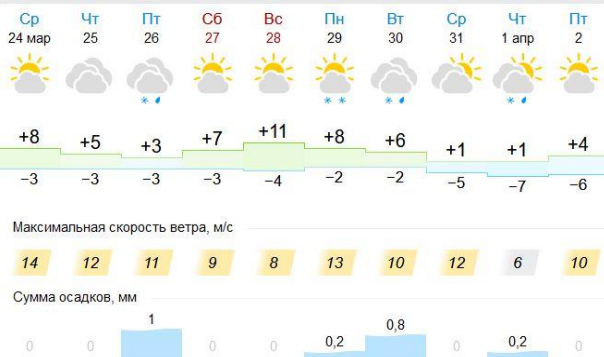 Ср Чт Пт Сб Вс Пн Вт Ср Чт Пт
24 мар 25 26 27 28 29 30 31 1 апр 2
+8 +5 +3 +7 +11 +8 +6 +1 +1 +4
−3 −3 −3 −3 −4 −2 −2 −5 −7 −6
Максимальная скорость ветра, м/с
14 12 11 9 8 13 10 12 6 10
Сумма осадков, мм
0 0 1 0 0 0,2 0,8 0 0,2 0